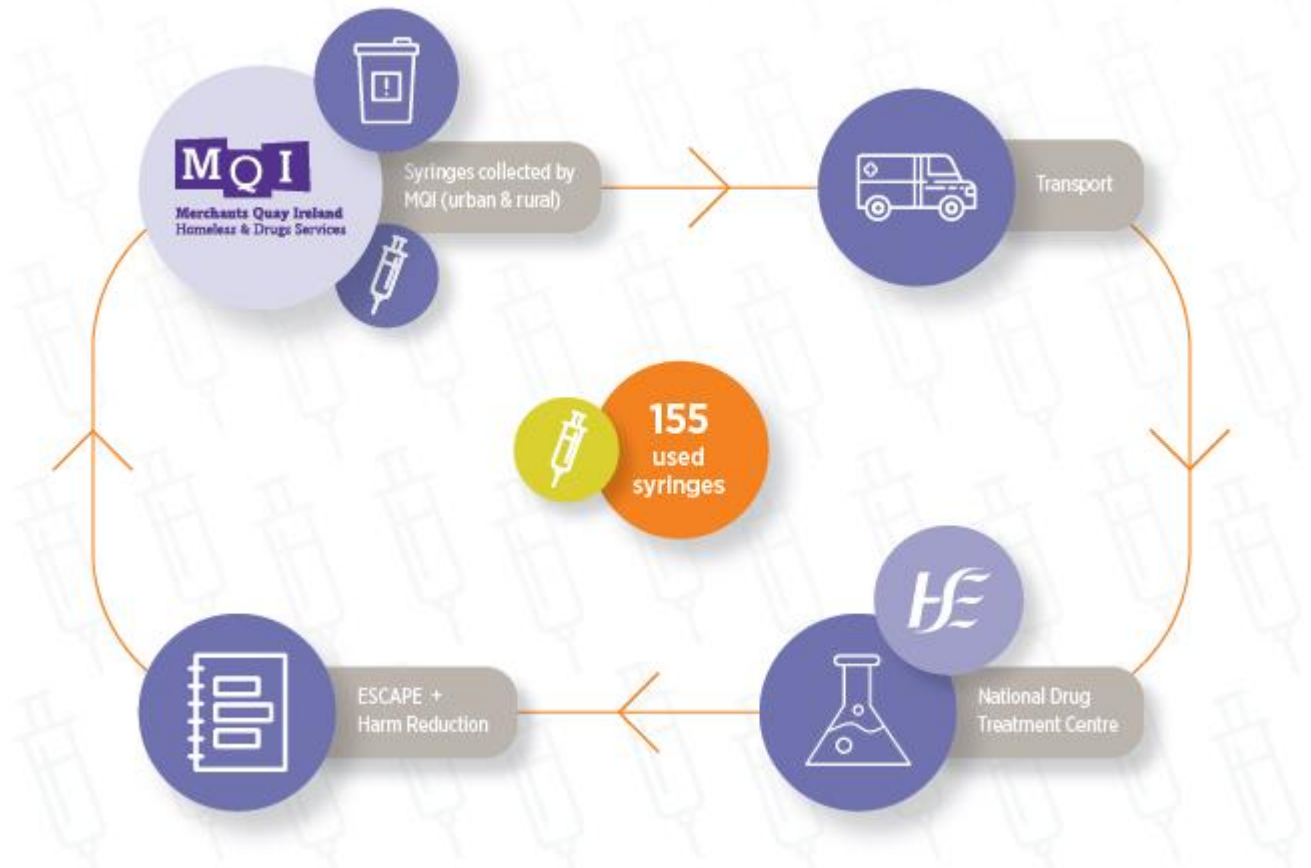 MQI
Merchants Quay Ireland
Homeless & Drugs Services
Syringes collected by
MQI (urban & rural)
Transport
155
used
syringes
HSE
National Drug
Treatment Centre
ESCAPE +
Harm Reduction